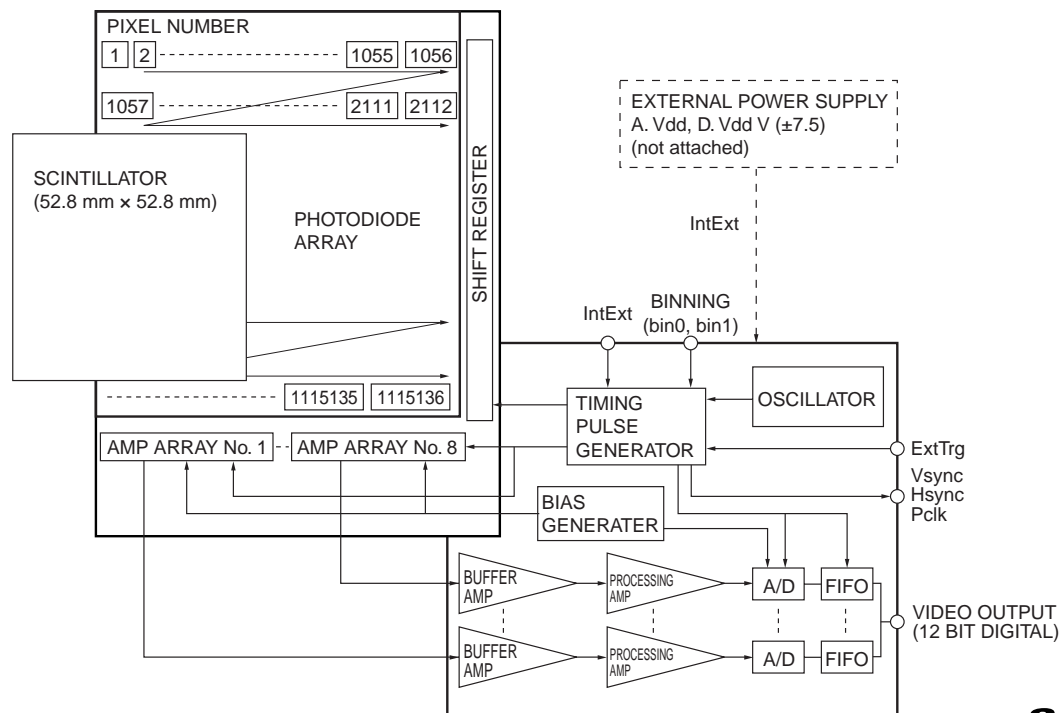 PIXEL NUMBER
1 2 1055 1056
1057 2111 2112
EXTERNAL POWER SUPPLY
A. Vdd, D. Vdd V (±7.5)
(not attached)
SCINTILLATOR
(52.8 mm × 52.8 mm)
PHOTODIODE
ARRAY
SHIFT REGISTER
IntExt
IntExt
BINNING
(bin0, bin1)
1115135 1115136
TIMING
PULSE
GENERATOR
OSCILLATOR
AMP ARRAY No. 1
AMP ARRAY No. 8
ExtTrg
Vsync
Hsync
Pclk
BIAS
GENERATER
BUFFER
AMP
PROCESSING
AMP
A/D
FIFO
VIDEO OUTPUT
(12 BIT DIGITAL)
BUFFER
AMP
PROCESSING
AMP
A/D
FIFO